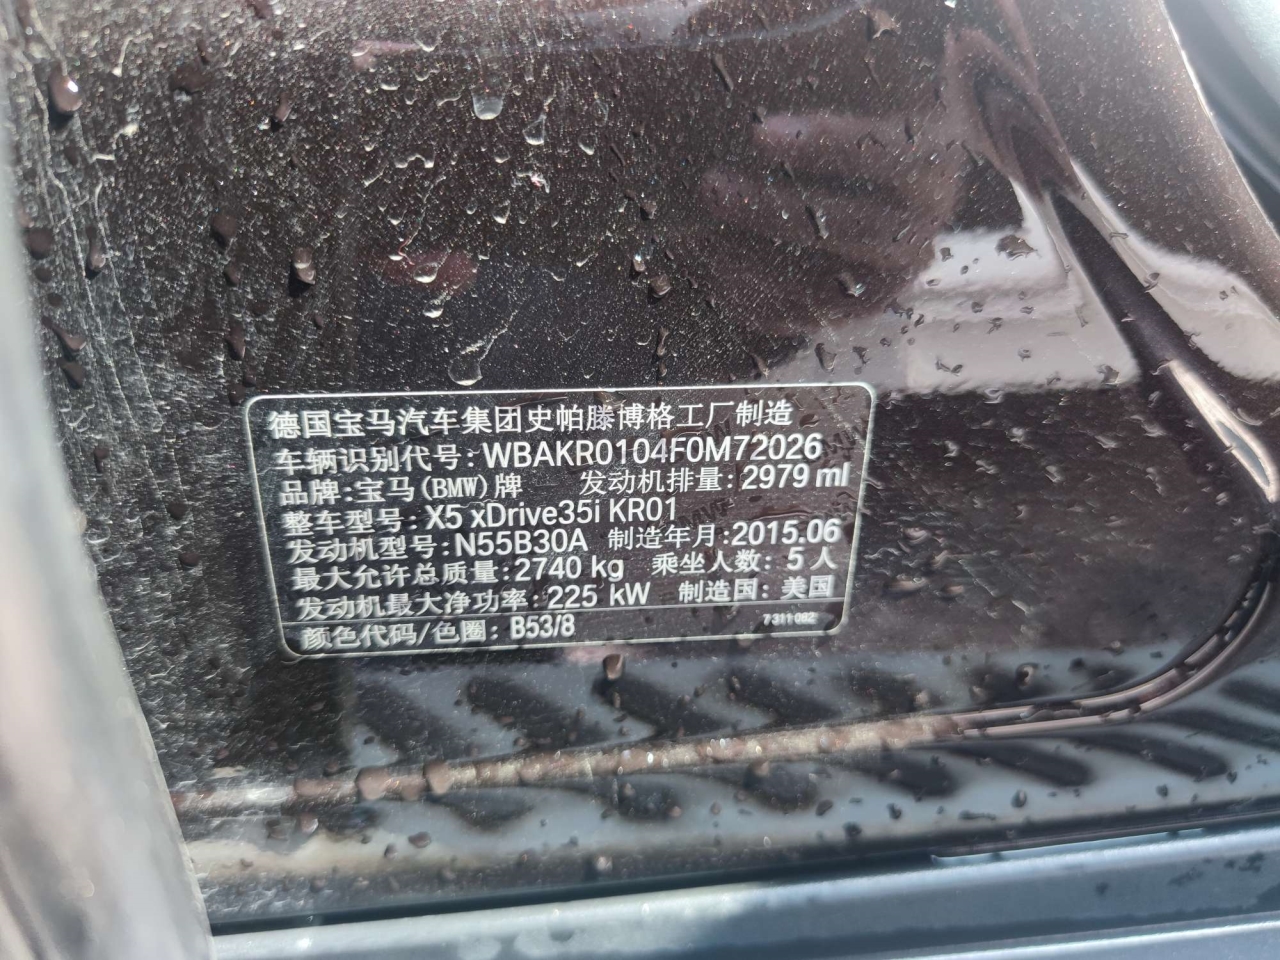 德国宝马汽车集团史帕滕博格工厂制造
车辆识别代号: WBAKR0104F0M72026
品牌: 宝马(BMW)牌 发动机排量: 2979 ml
整车型号: X5 xDrive35i KR01
发动机型号: N55B30A 制造年月: 2015.06
最大允许总质量: 2740 kg 乘坐人数: 5 人
发动机最大净功率: 225 kW 制造国: 美国
颜色代码/色圈: B53/8 7311082